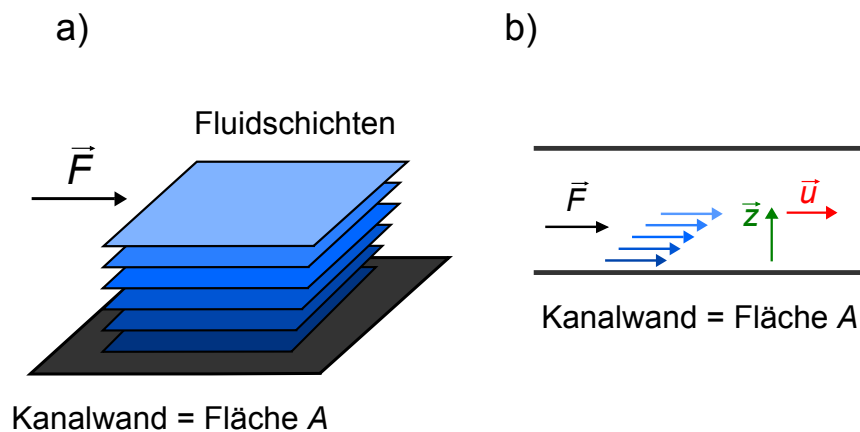 a)
Fluidschichten
F
Kanalwand = Fläche A
b)
F
z
u
Kanalwand = Fläche A